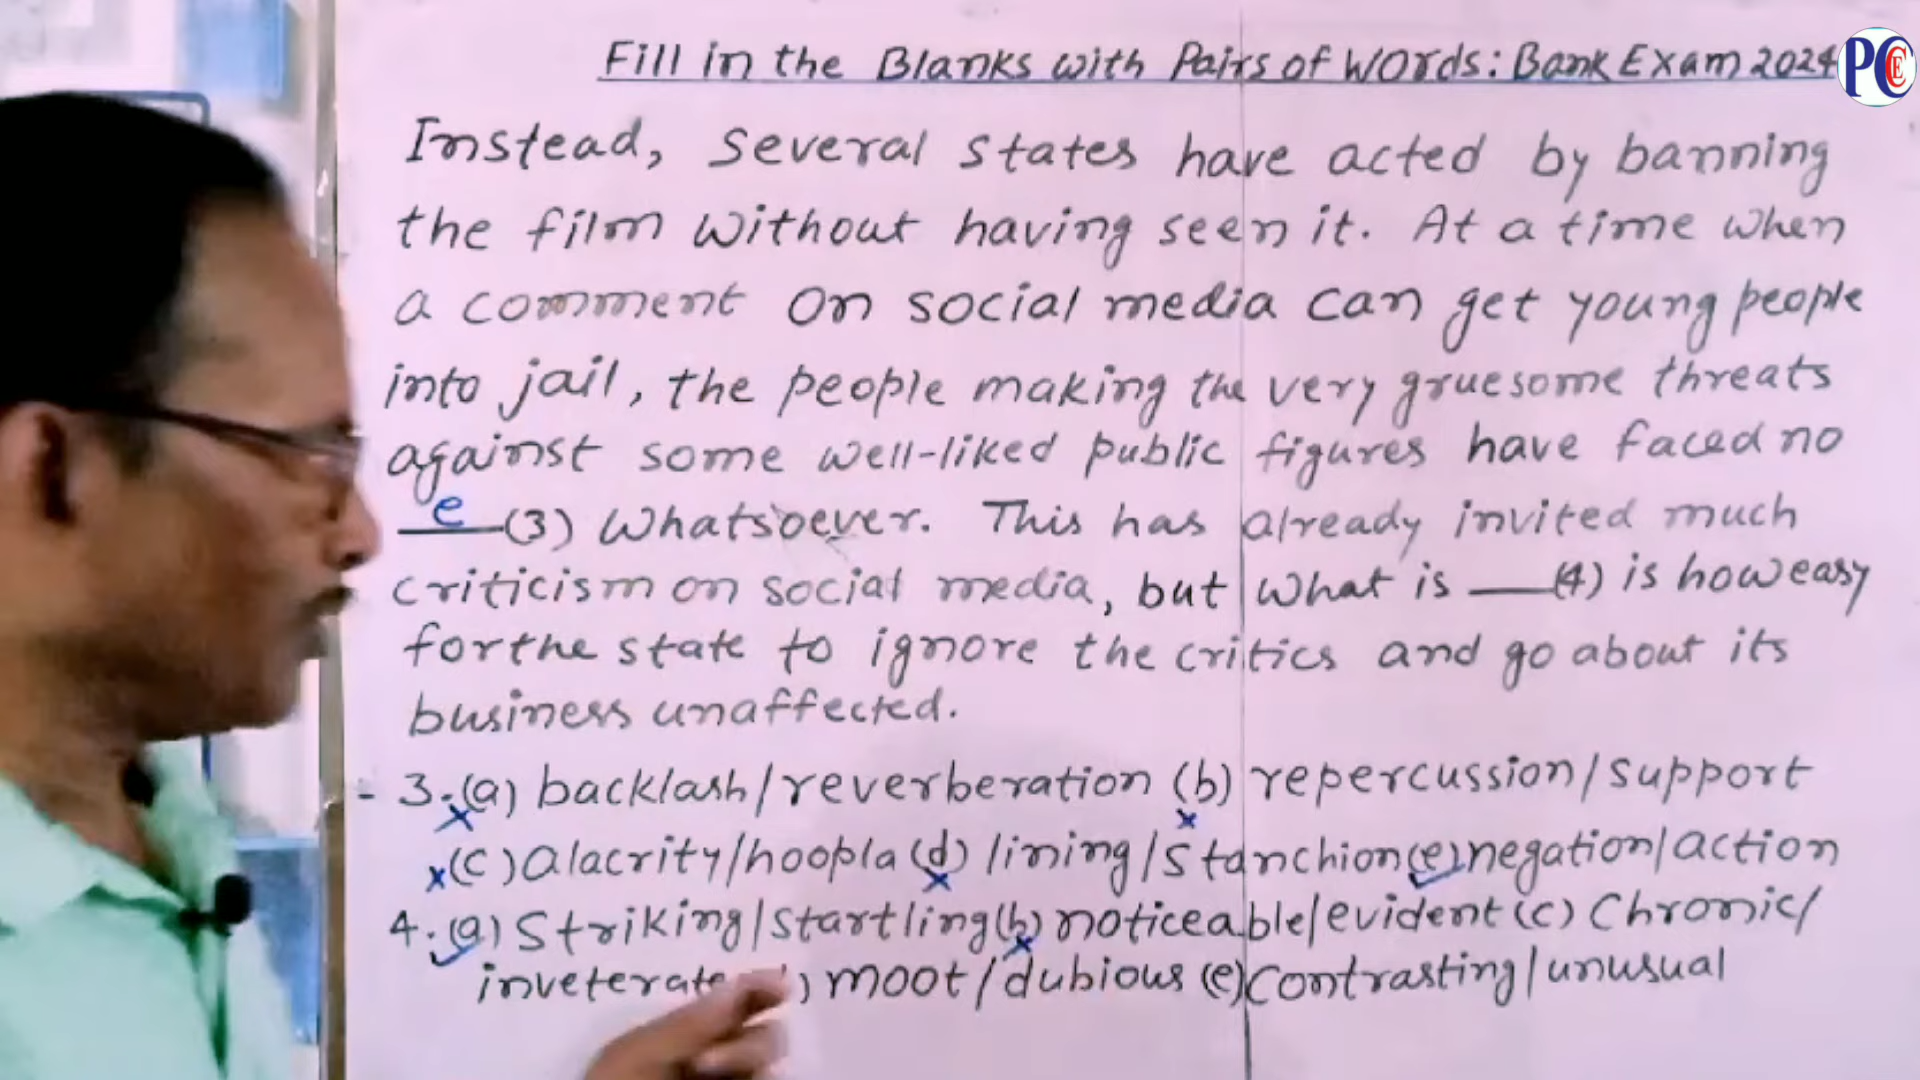 Fill in the Blanks with Pairs of Words: Bank Exam 2024
PCEC
Instead, several states have acted by banning
the film without having seen it. At a time when
a comment on social media can get young people
into jail, the people making the very gruesome threats
against some well-liked public figures have faced no
e (3) whatsoever. This has already invited much
criticism on social media, but what is ___(4) is how easy
for the state to ignore the critics and go about its
business unaffected.
3. (a) backlash/reverberation (b) repercussion/support
(c) alacrity/hoopla (d) lining/stanchion (e) negation/action
4. (a) Striking/startling (b) noticeable/evident (c) Chronic/
inveterate ) moot/dubious (e) Contrasting/unusual